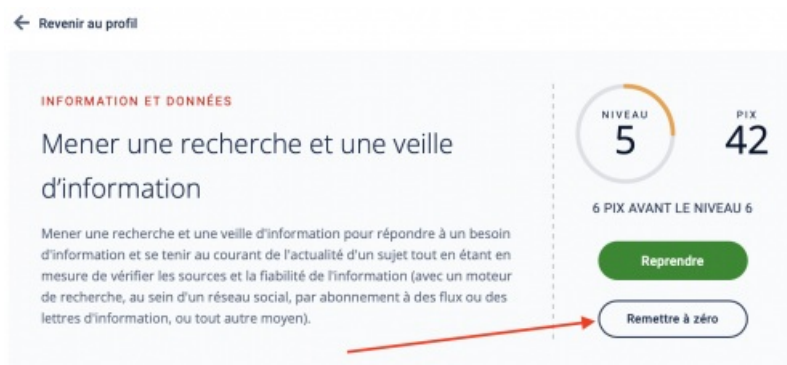 Revenir au profil
INFORMATION ET DONNÉES
Mener une recherche et une veille
d'information
Mener une recherche et une veille d'information pour répondre à un besoin
d'information et se tenir au courant de l'actualité d'un sujet tout en étant en
mesure de vérifier les sources et la fiabilité de l'information (avec un moteur
de recherche, au sein d'un réseau social, par abonnement à des flux ou des
lettres d'information, ou tout autre moyen).
NIVEAU
5
PIX
42
6 PIX AVANT LE NIVEAU 6
Reprendre
Remettre à zéro